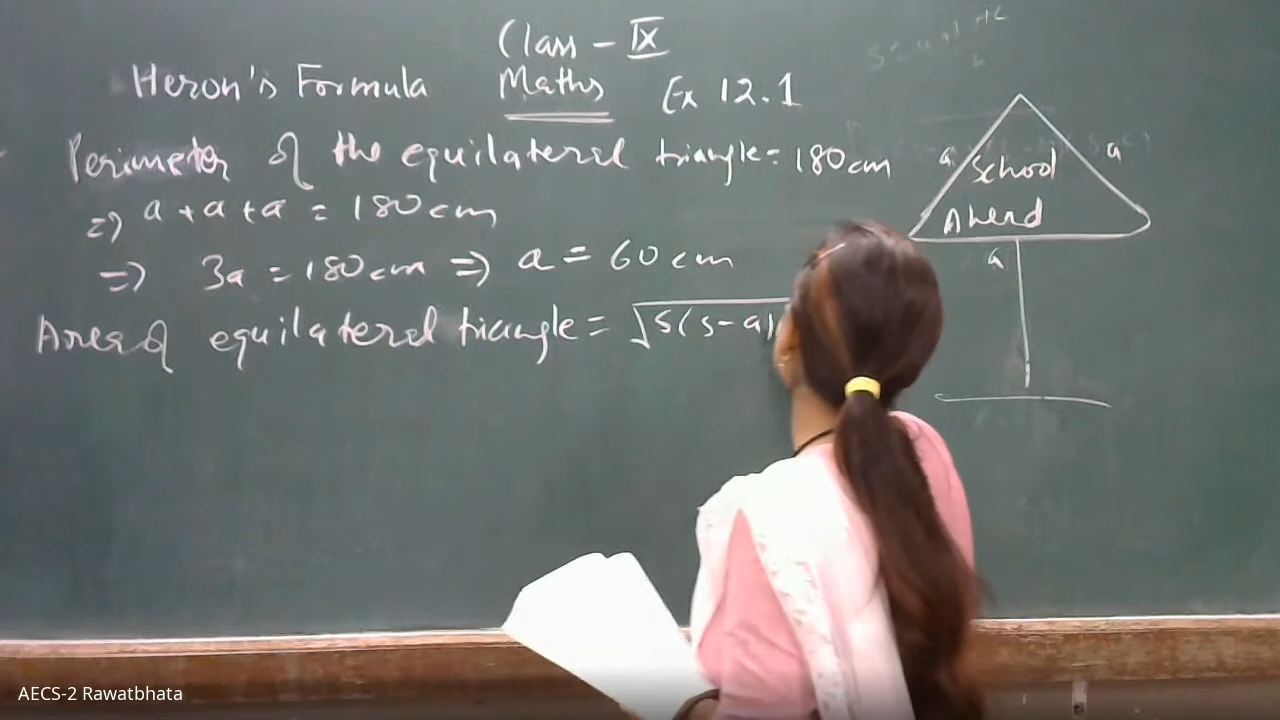 Class - IX
Heron's Formula Maths Ex 12.1
Perimeter of the equilateral triangle = 180 cm
=) a + a + a = 180 cm
=) 3a = 180 cm =) a = 60 cm
Area of equilateral triangle = √s(s-a)
a a
School
Ahead
a
AECS-2 Rawatbhata